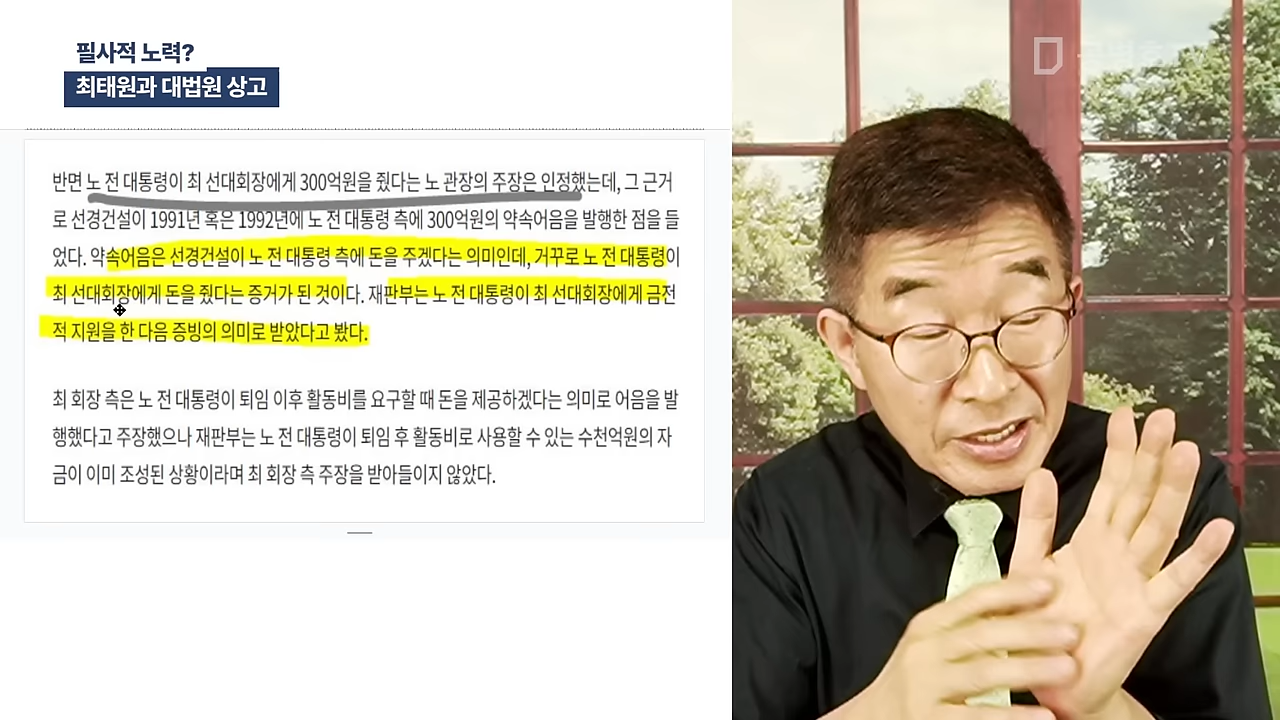 필사적 노력?
최태원과 대법원 상고
반면 노 전 대통령이 최 선대회장에게 300억원을 줬다는 노 관장의 주장은 인정했는데, 그 근거
로 선경건설이 1991년 혹은 1992년에 노 전 대통령 측에 300억원의 약속어음을 발행한 점을 들
었다. 약속어음은 선경건설이 노 전 대통령 측에 돈을 주겠다는 의미인데, 거꾸로 노 전 대통령이
최 선대회장에게 돈을 줬다는 증거가 된 것이다. 재판부는 노 전 대통령이 최 선대회장에게 금전
적 지원을 한 다음 증빙의 의미로 받았다고 봤다.
최 회장 측은 노 전 대통령이 퇴임 이후 활동비를 요구할 때 돈을 제공하겠다는 의미로 어음을 발
행했다고 주장했으나 재판부는 노 전 대통령이 퇴임 후 활동비로 사용할 수 있는 수천억원의 자
금이 이미 조성된 상황이라며 최 회장 측 주장을 받아들이지 않았다.